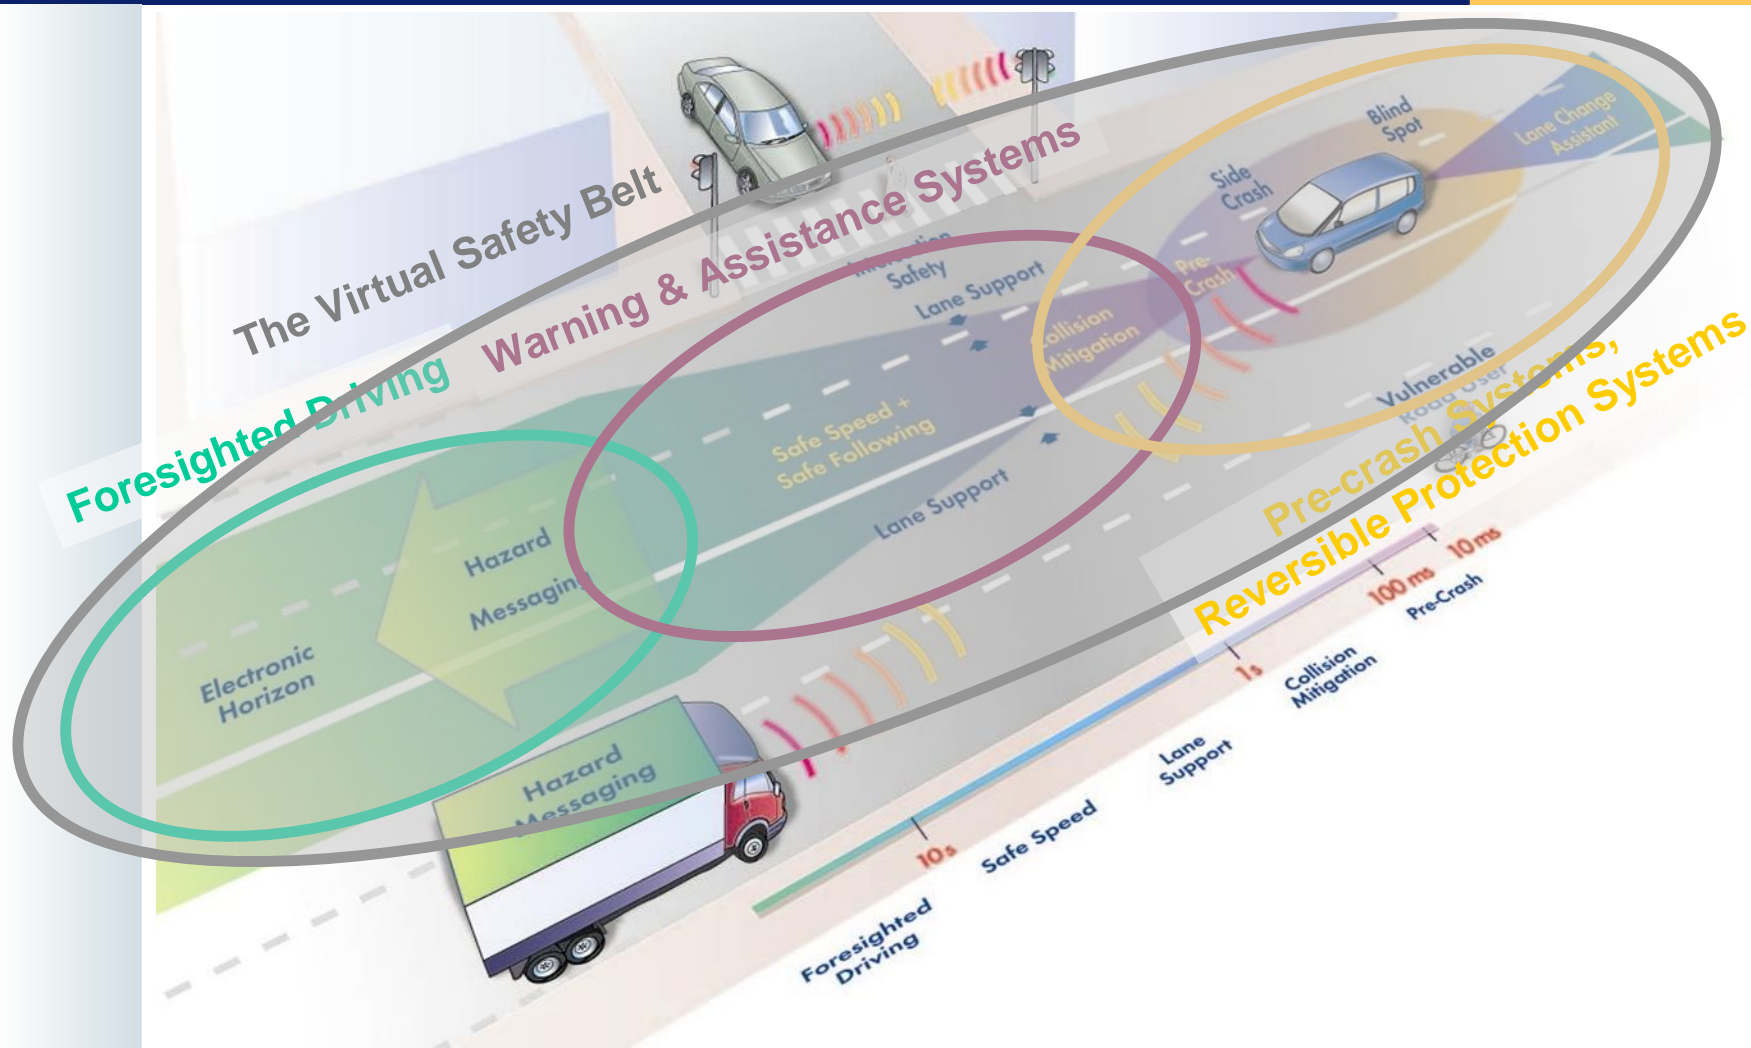 The Virtual Safety Belt
Foresighted Driving
Warning & Assistance Systems
Pre-crash Systems,
Reversible Protection Systems
Blind
Spot
Lane Change
Assistant
Side
Crash
Pre-
Crash
Intersection
Safety
Lane Support
Collision
Mitigation
Safe Speed +
Safe Following
Lane Support
Vulnerable
Road User
Hazard
Messaging
Electronic
Horizon
Hazard
Messaging
10 ms
100 ms
Pre-Crash
1s
Collision
Mitigation
Lane
Support
10s
Safe Speed
Foresighted
Driving